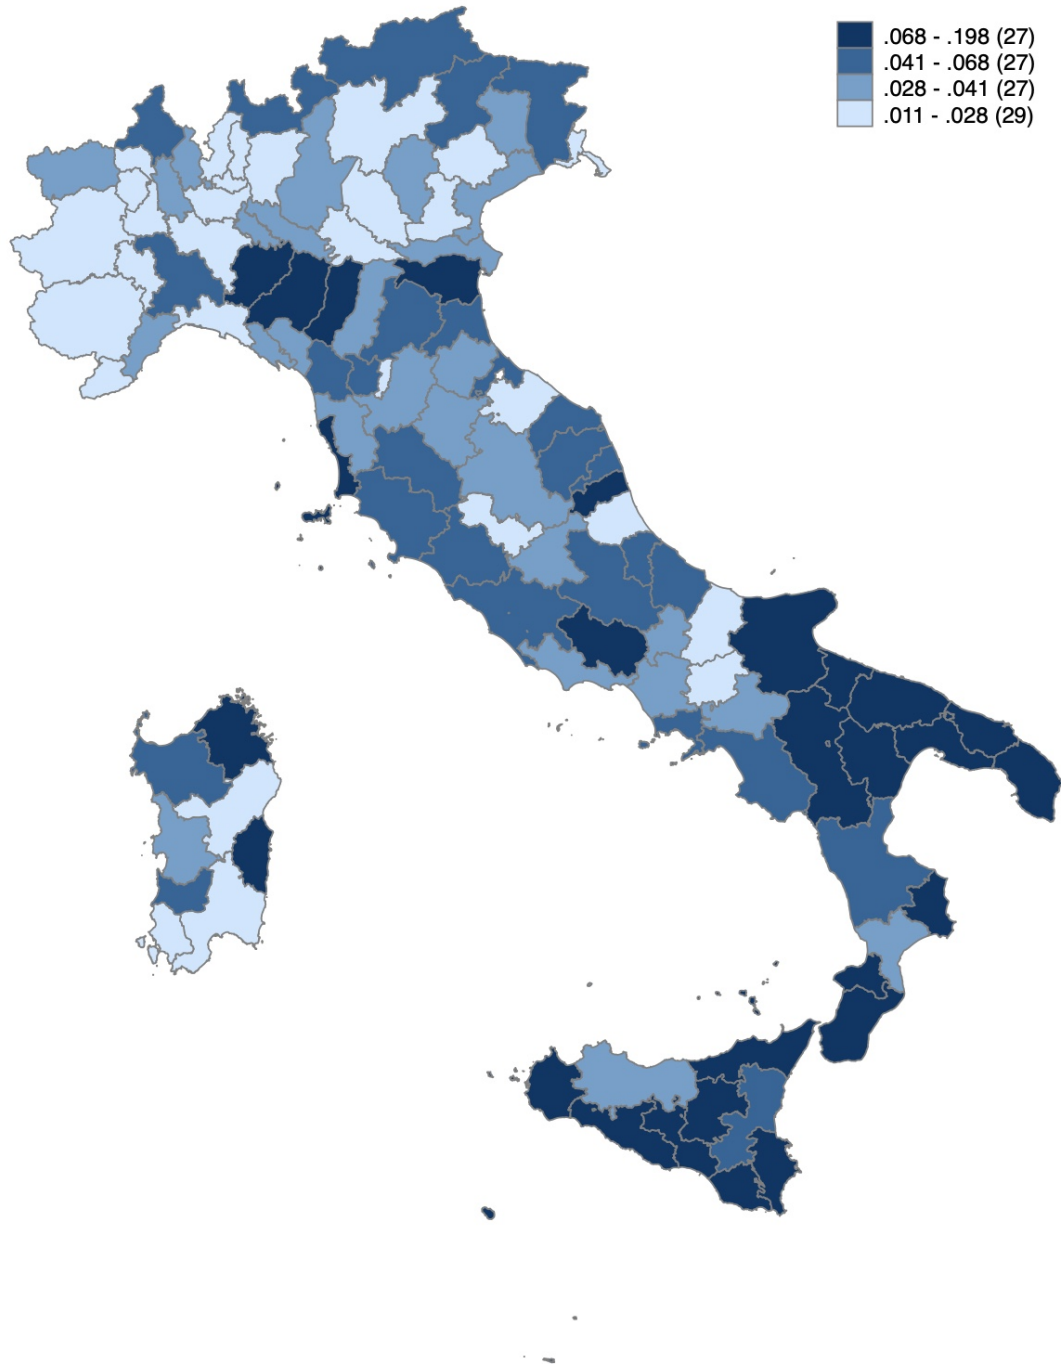 .068 - .198 (27)
.041 - .068 (27)
.028 - .041 (27)
.011 - .028 (29)